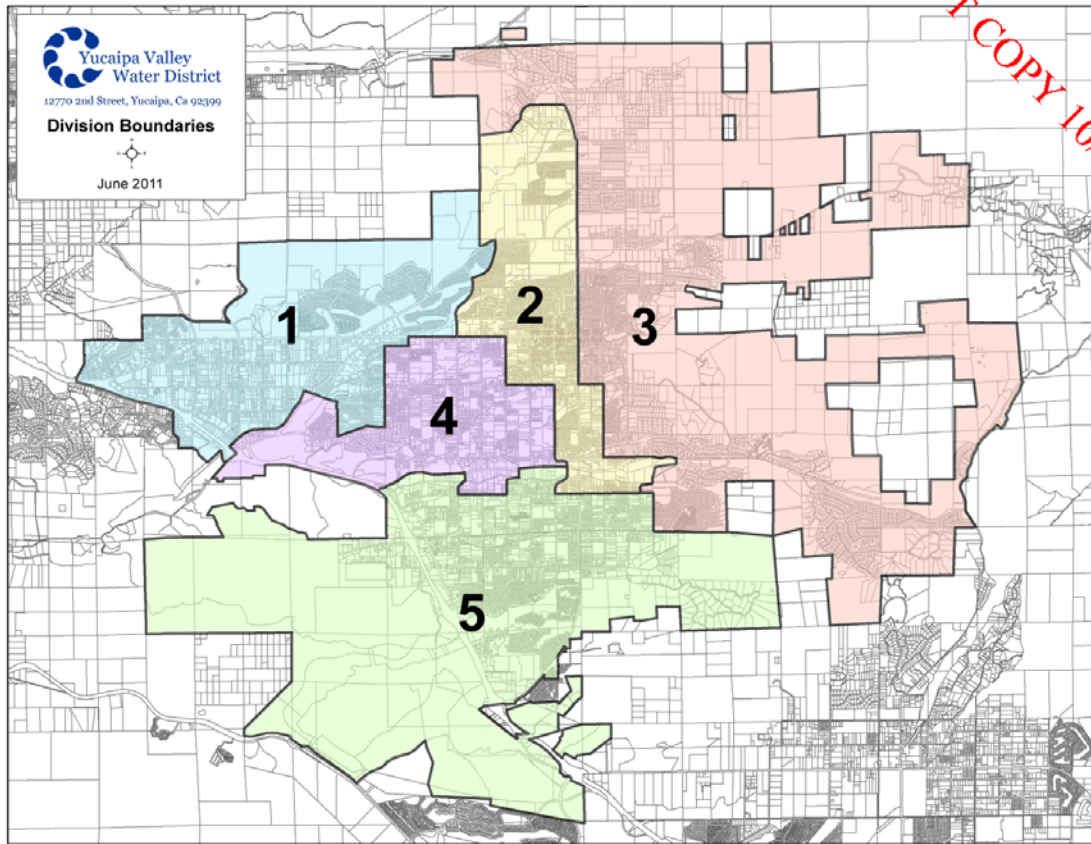 Yucaipa Valley
Water District
12770 2nd Street, Yucaipa, Ca 92399
Division Boundaries
June 2011
COPY 10/
1
2
3
4
5